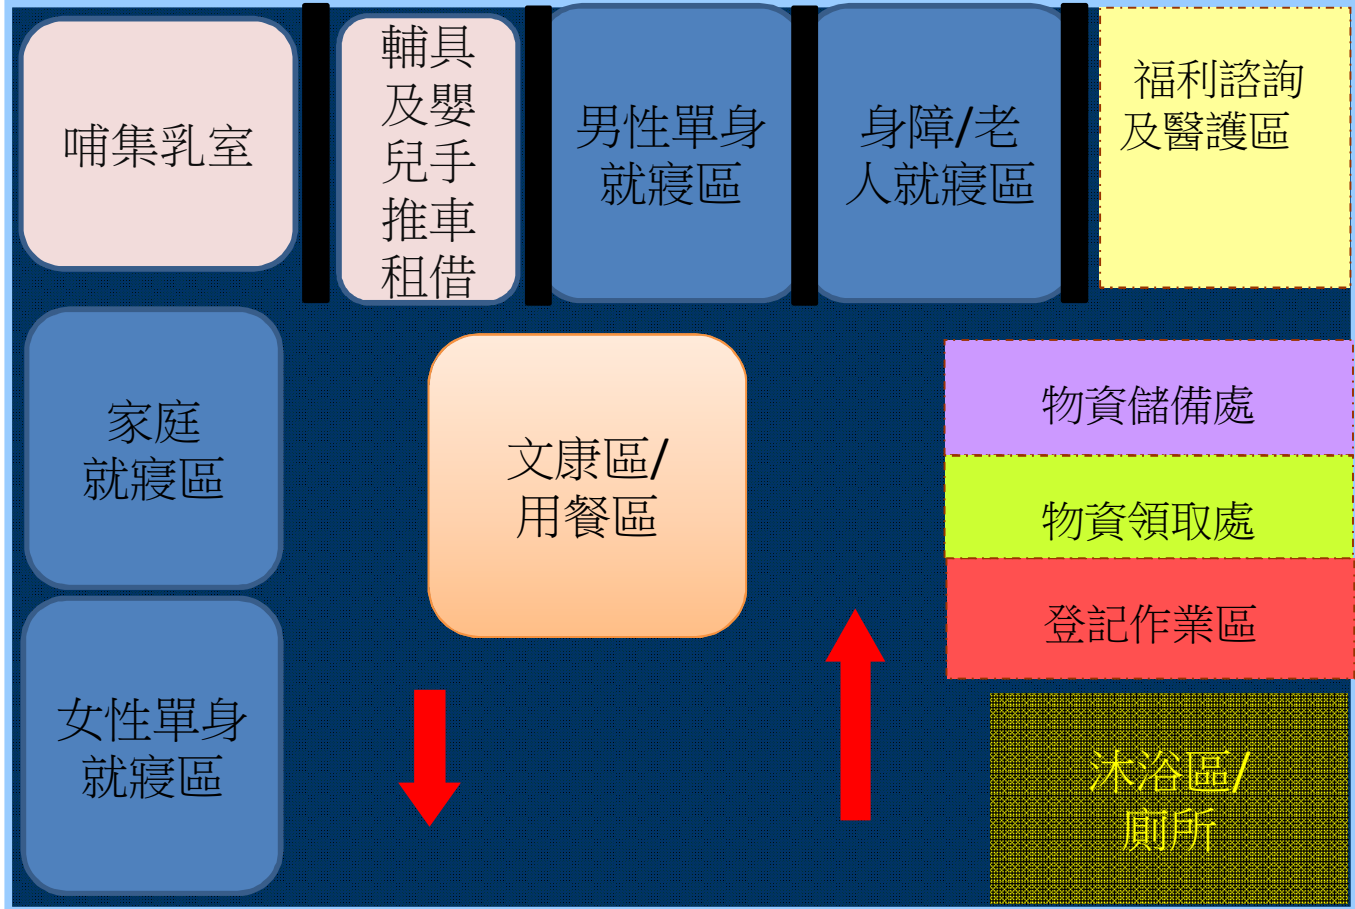 哺集乳室
輔具
及嬰
兒手
推車
租借
男性單身
就寢區
身障/老
人就寢區
福利諮詢
及醫護區
家庭
就寢區
文康區/
用餐區
物資儲備處
物資領取處
登記作業區
女性單身
就寢區
沐浴區/
廁所